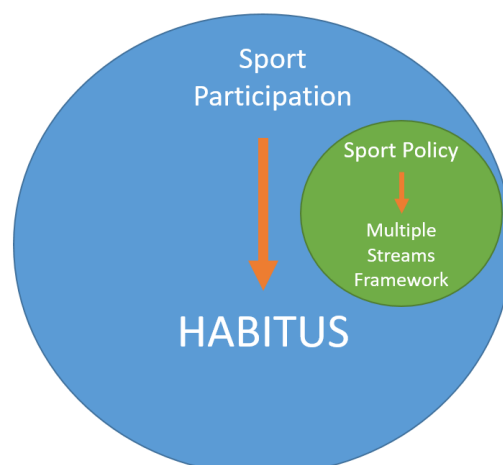 Sport
Participation
HABITUS
Sport Policy
Multiple
Streams
Framework